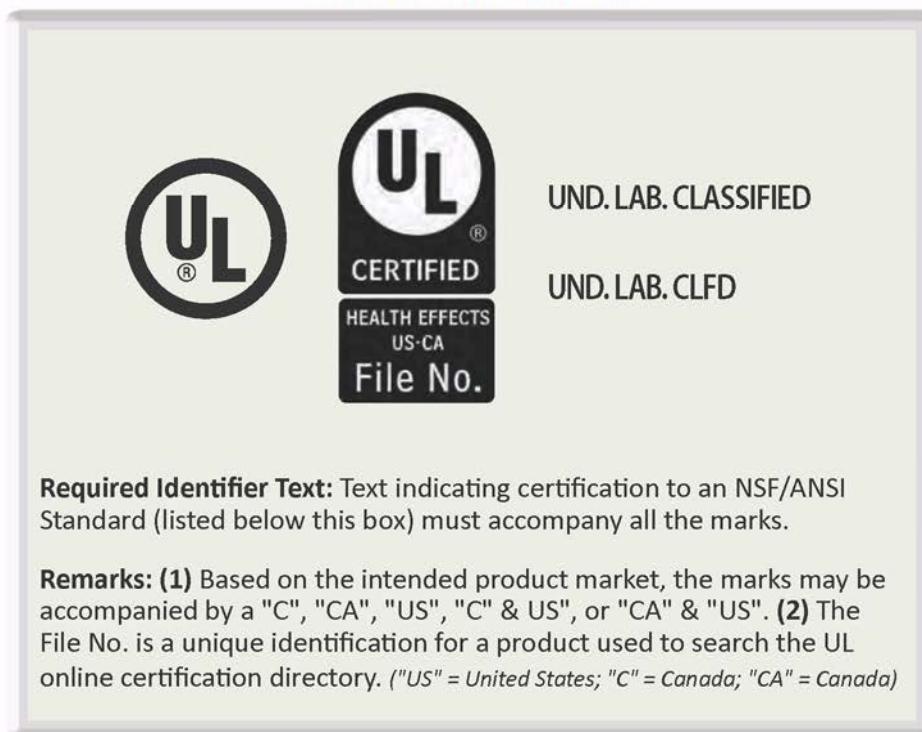 UL
®
UL
®
CERTIFIED
HEALTH EFFECTS
US-CA
File No.
UND. LAB. CLASSIFIED
UND. LAB. CLFD
Required Identifier Text: Text indicating certification to an NSF/ANSI
Standard (listed below this box) must accompany all the marks.
Remarks: (1) Based on the intended product market, the marks may be
accompanied by a "C", "CA", "US", "C" & US", or "CA" & "US". (2) The
File No. is a unique identification for a product used to search the UL
online certification directory. ("US" = United States; "C" = Canada; "CA" = Canada)